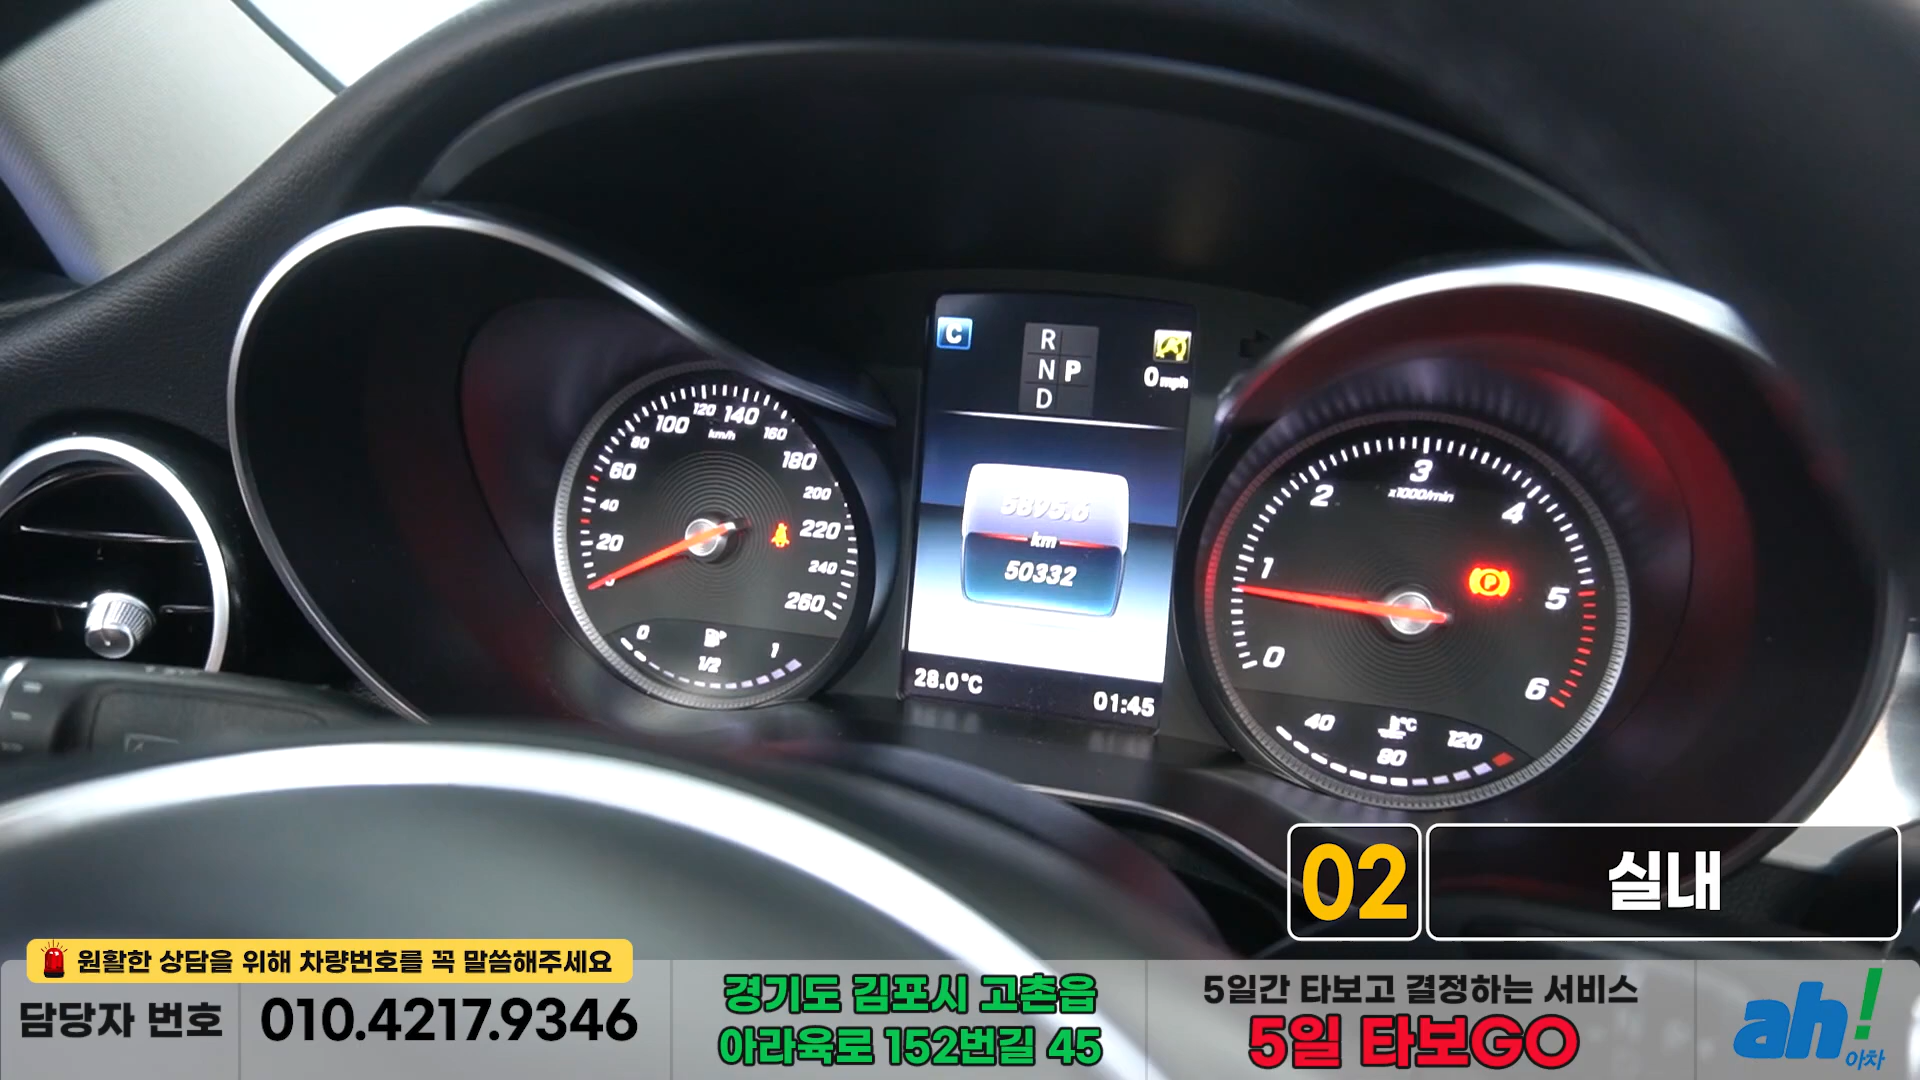 C
R
N P
D
0 mph
5895.6
km
50332
28.0°C
01:45
0 20 40 60 80 100 120 140 160 180 200 220 240 260
km/h
0 1/2 1
0 1 2 3 4 5 6
x1000/min
P
40 80 120
°C
02 실내
원활한 상담을 위해 차량번호를 꼭 말씀해주세요
담당자 번호 010.4217.9346
경기도 김포시 고촌읍
아라육로 152번길 45
5일간 타보고 결정하는 서비스
5일 타보GO
ah!
아차